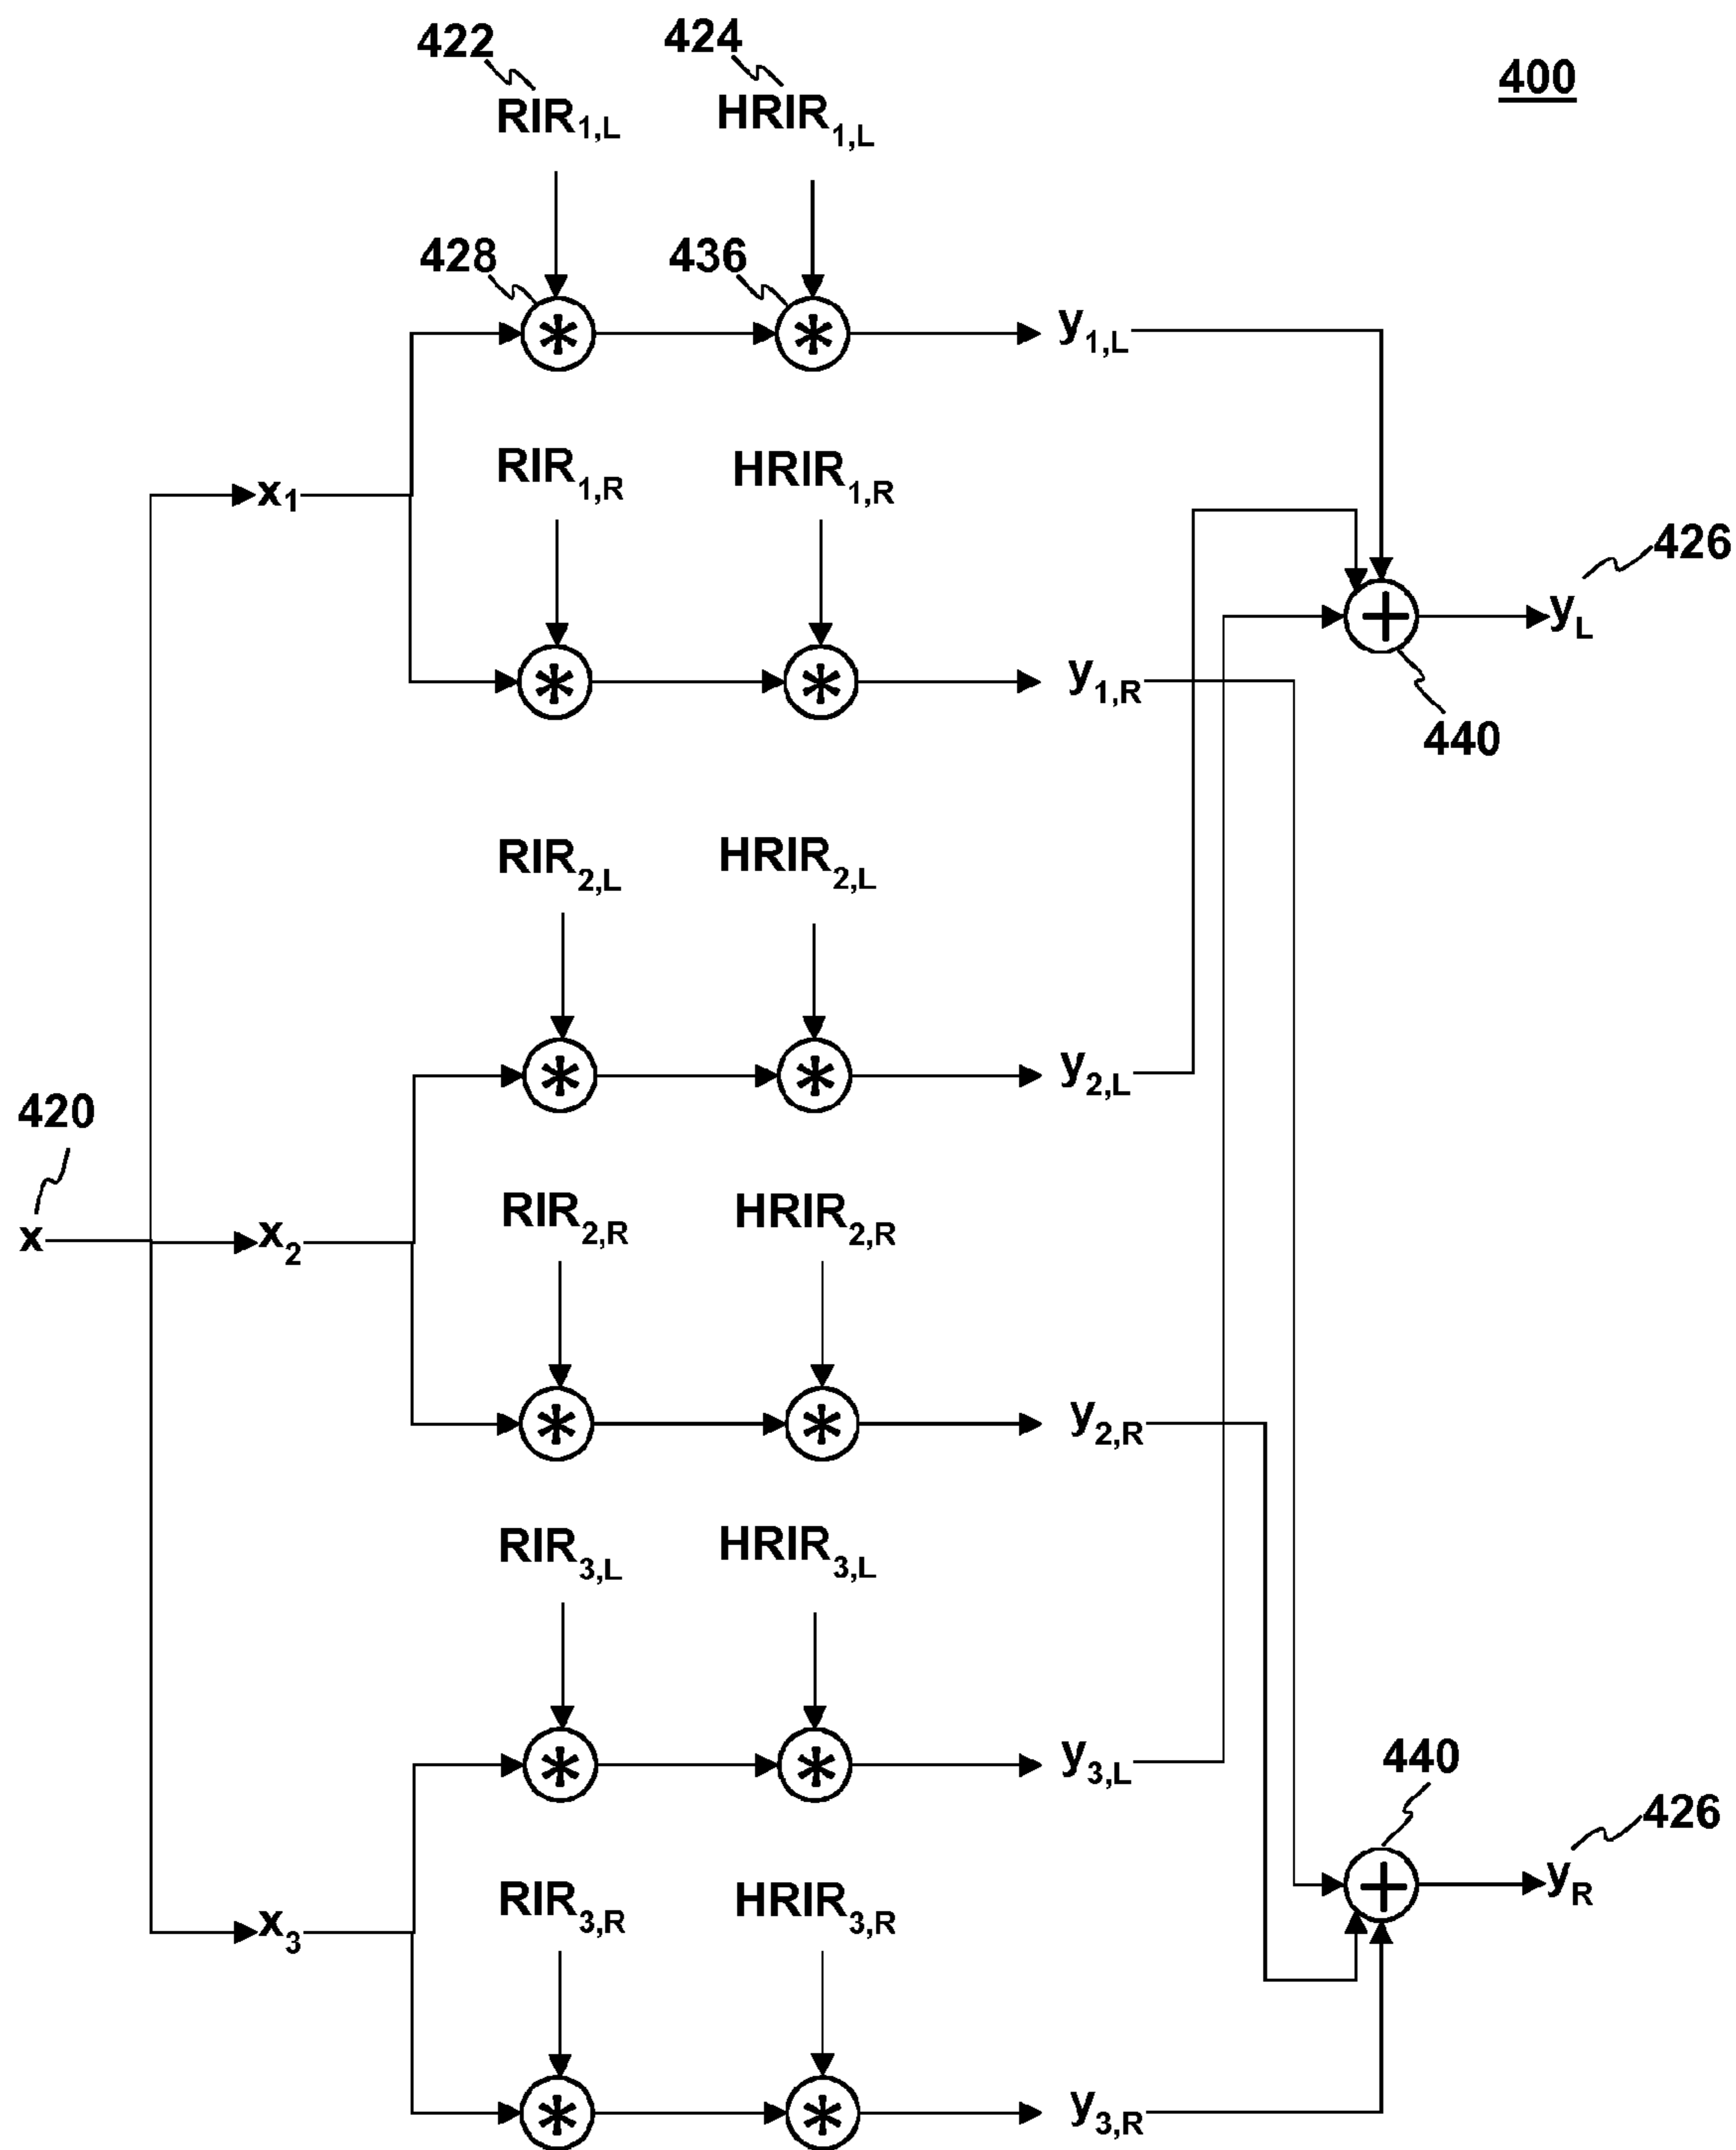 422 424
400
RIR1,L HRIR1,L
428 436
y1,L
RIR1,R HRIR1,R
x1
426
yL
y1,R
440
RIR2,L HRIR2,L
y2,L
420
RIR2,R HRIR2,R
x x2
y2,R
RIR3,L HRIR3,L
y3,L
440
426
yR
RIR3,R HRIR3,R
x3
y3,R